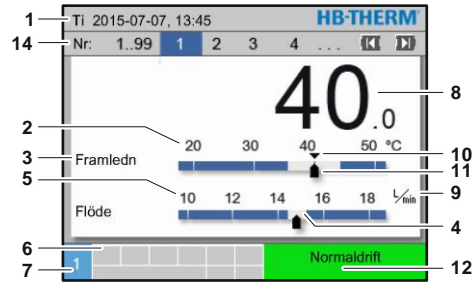 1 Ti 2015-07-07, 13:45 HB-THERM
14 Nr: 1..99 1 2 3 4 ...
40.0 8
2 20 30 40 50 °C 10
3 Framledn 11
5 10 12 14 16 18 L/min 9
Flöde 4
6 Normaldrift
7 1 12